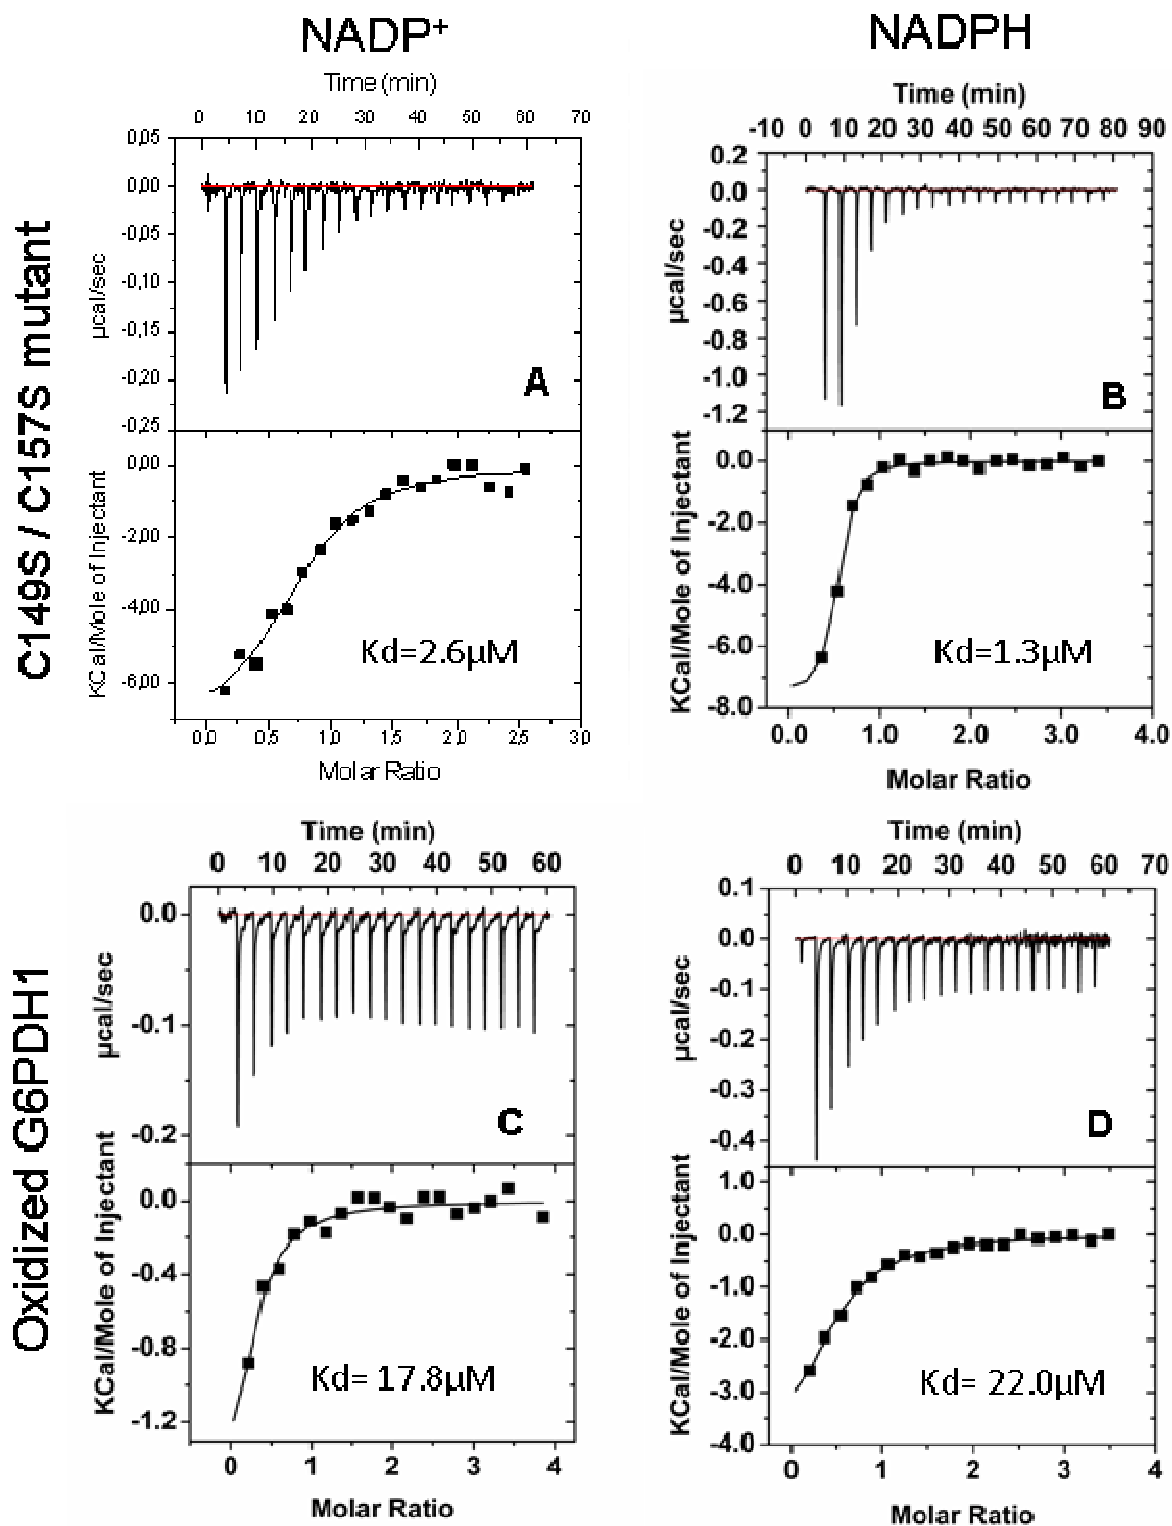 NADP+
NADPH
C149S / C157S mutant
Time (min)
0 10 20 30 40 50 60 70
0,05
0,00
-0,05
-0,10
-0,15
-0,20
-0,25
µcal/sec
A
0,00
-2,00
-4,00
-6,00
KCal/Mole of Injectant
Kd=2.6µM
0,0 0,5 1,0 1,5 2,0 2,5 3,0
Molar Ratio
Time (min)
-10 0 10 20 30 40 50 60 70 80 90
0.2
0.0
-0.2
-0.4
-0.6
-0.8
-1.0
-1.2
µcal/sec
B
0.0
-2.0
-4.0
-6.0
-8.0
KCal/Mole of Injectant
Kd=1.3µM
0.0 1.0 2.0 3.0 4.0
Molar Ratio
Oxidized G6PDH1
Time (min)
0 10 20 30 40 50 60
0.0
-0.1
-0.2
µcal/sec
C
0.0
-0.4
-0.8
-1.2
KCal/Mole of Injectant
Kd= 17.8µM
0 1 2 3 4
Molar Ratio
Time (min)
0 10 20 30 40 50 60 70
0.1
0.0
-0.1
-0.2
-0.3
-0.4
µcal/sec
D
1.0
0.0
-1.0
-2.0
-3.0
-4.0
KCal/Mole of Injectant
Kd= 22.0µM
0 1 2 3 4
Molar Ratio